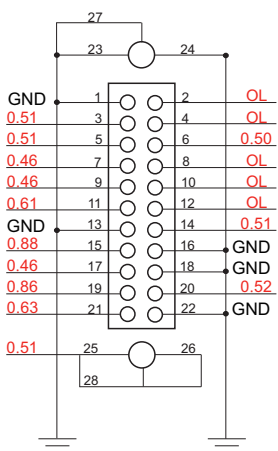 27
23 24
GND 1 2 OL
0.51 3 4 OL
0.51 5 6 0.50
0.46 7 8 OL
0.46 9 10 OL
0.61 11 12 OL
GND 13 14 0.51
0.88 15 16 GND
0.46 17 18 GND
0.86 19 20 0.52
0.63 21 22 GND
0.51 25 26
28